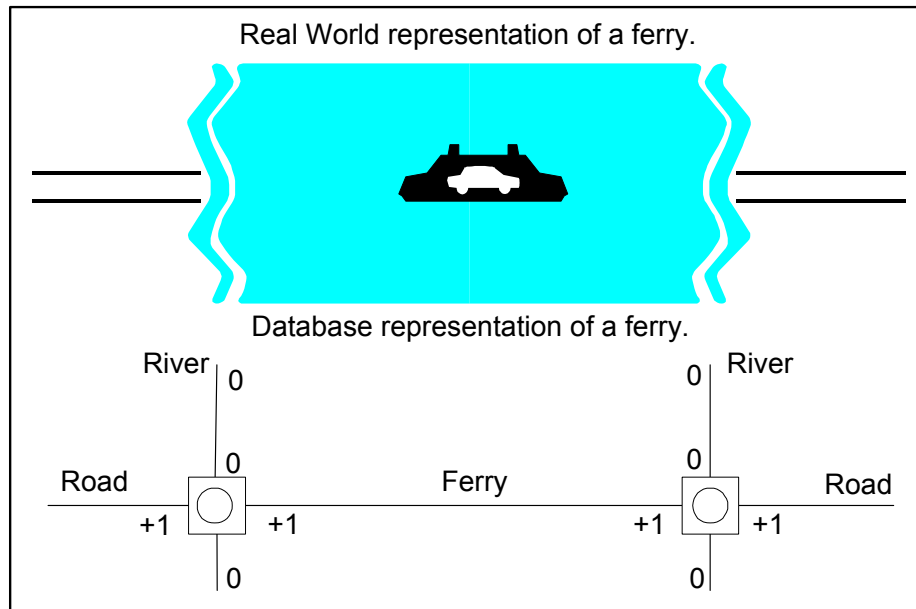 Real World representation of a ferry.
Database representation of a ferry.
River 0 0 River
0 0
Road Ferry Road
+1 +1 +1 +1
0 0